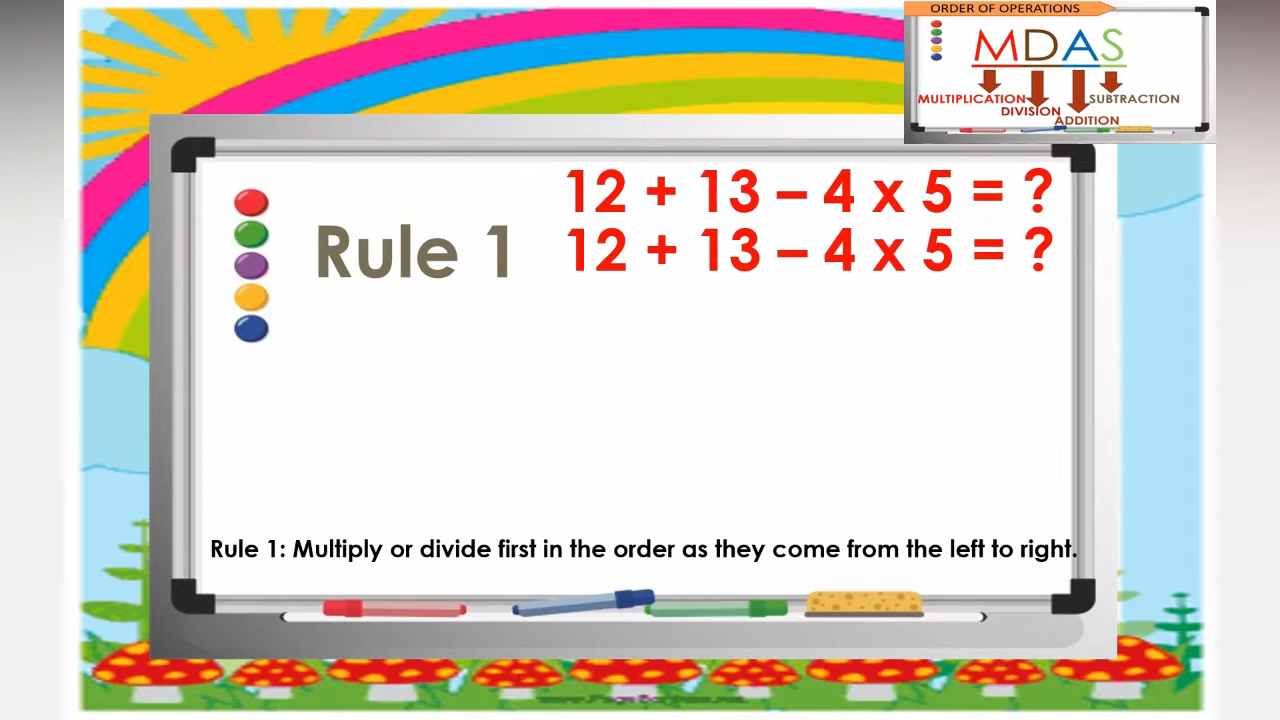 ORDER OF OPERATIONS
MDAS
MULTIPLICATION
SUBTRACTION
DIVISION
ADDITION
12 + 13 – 4 x 5 = ?
Rule 1
12 + 13 – 4 x 5 = ?
Rule 1: Multiply or divide first in the order as they come from the left to right.